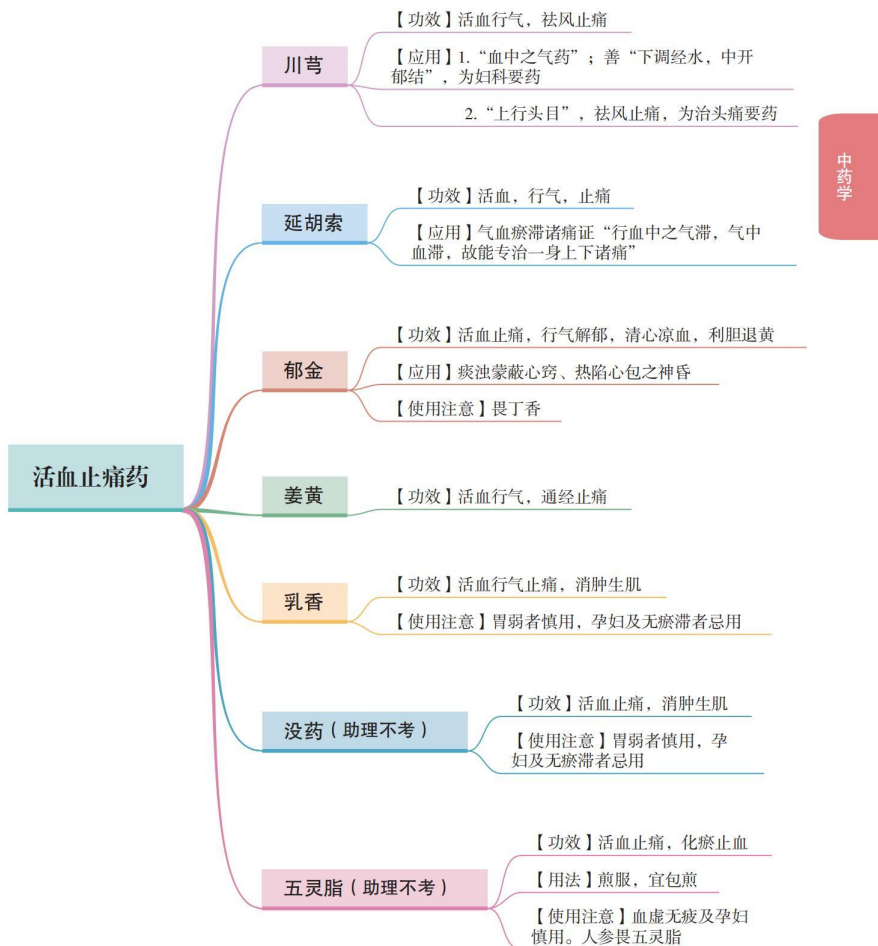 川芎
【功效】活血行气，祛风止痛
【应用】1.“血中之气药”；善“下调经水，中开
郁结”，为妇科要药
2.“上行头目”，祛风止痛，为治头痛要药
中药学
延胡索
【功效】活血，行气，止痛
【应用】气血瘀滞诸痛证“行血中之气滞，气中
血滞，故能专治一身上下诸痛”
郁金
【功效】活血止痛，行气解郁，清心凉血，利胆退黄
【应用】痰浊蒙蔽心窍、热陷心包之神昏
【使用注意】畏丁香
活血止痛药
姜黄
【功效】活血行气，通经止痛
乳香
【功效】活血行气止痛，消肿生肌
【使用注意】胃弱者慎用，孕妇及无瘀滞者忌用
没药（助理不考）
【功效】活血止痛，消肿生肌
【使用注意】胃弱者慎用，孕
妇及无瘀滞者忌用
五灵脂（助理不考）
【功效】活血止痛，化瘀止血
【用法】煎服，宜包煎
【使用注意】血虚无疲及孕妇
慎用。人参畏五灵脂